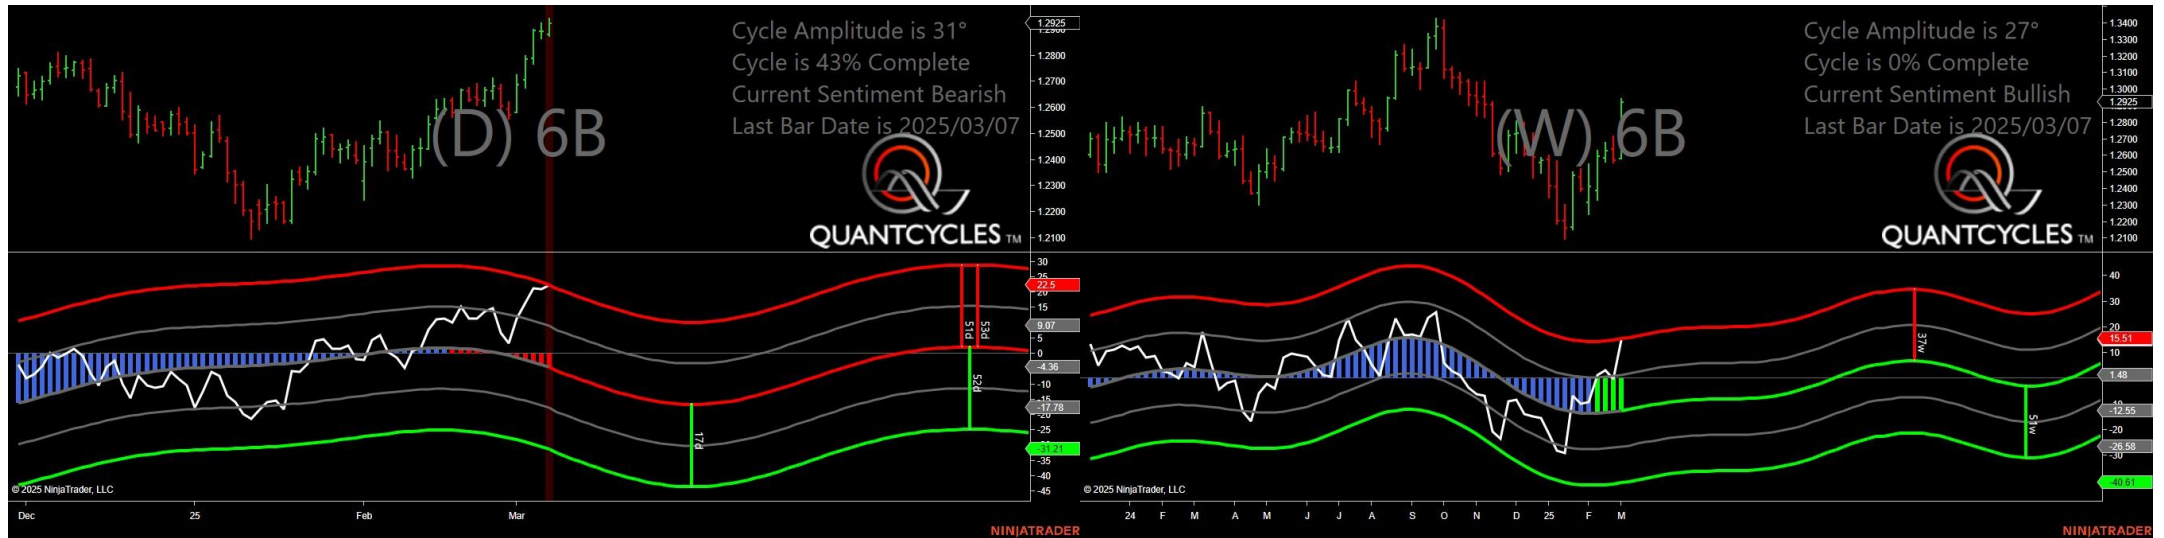 Cycle Amplitude is 31°
Cycle is 43% Complete
Current Sentiment Bearish
Last Bar Date is 2025/03/07
(D) 6B
QUANTCYCLES TM
1.2925
1.2800
1.2700
1.2600
1.2500
1.2400
1.2300
1.2200
1.2100
30
25
22.5
15
9.07
5
0
-4.36
-10
-17.78
-25
-31.21
-35
-40
-45
17d
51d
53d
52d
© 2025 NinjaTrader, LLC
Dec
25
Feb
Mar
NINJATRADER
Cycle Amplitude is 27°
Cycle is 0% Complete
Current Sentiment Bullish
Last Bar Date is 2025/03/07
(W) 6B
QUANTCYCLES TM
1.3400
1.3300
1.3200
1.3100
1.3000
1.2925
1.2800
1.2700
1.2600
1.2500
1.2400
1.2300
1.2200
1.2100
40
30
20
15.51
10
1.48
-12.55
-20
-26.58
-30
-40.61
37w
51w
© 2025 NinjaTrader, LLC
24
F
M
A
M
J
J
A
S
O
N
D
25
F
M
NINJATRADER